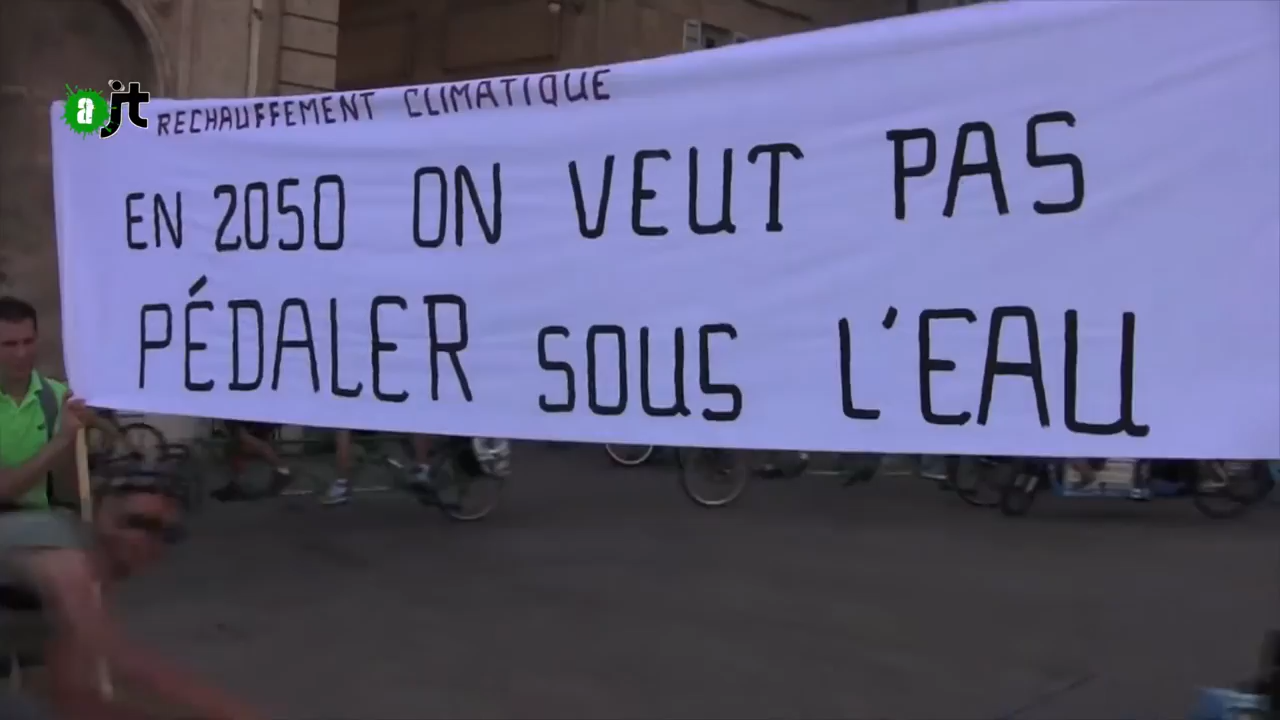 ajt
RECHAUFFEMENT CLIMATIQUE
EN 2050 ON VEUT PAS
PÉDALER SOUS L'EAU